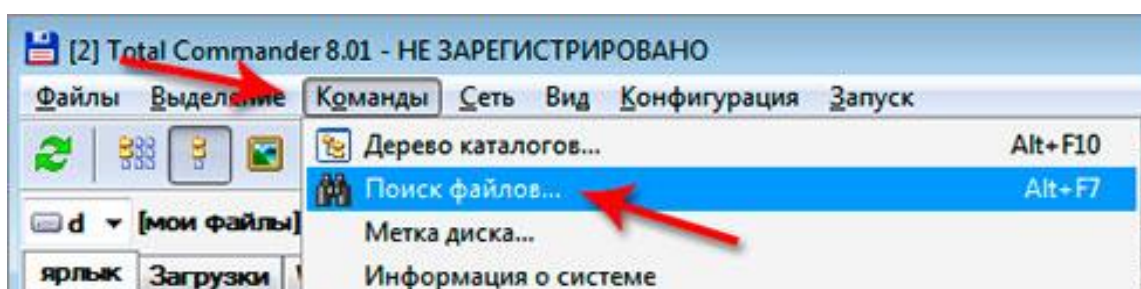 [2] Total Commander 8.01 - НЕ ЗАРЕГИСТРИРОВАНО
Файлы Выделение Команды Сеть Вид Конфигурация Запуск
Дерево каталогов... Alt+F10
Поиск файлов... Alt+F7
d [мои файлы]
Метка диска...
ярлык Загрузки
Информация о системе